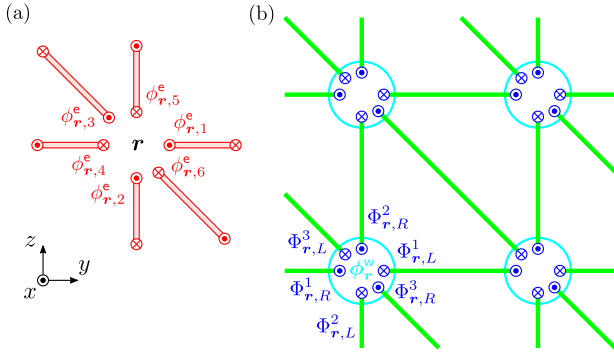 (a)
ϕ^e_{r,5}
ϕ^e_{r,3}
r
ϕ^e_{r,1}
ϕ^e_{r,4}
ϕ^e_{r,6}
ϕ^e_{r,2}
z
y
x
(b)
Φ^2_{r,R}
Φ^3_{r,L}
Φ^1_{r,L}
ϕ^w_r
Φ^1_{r,R}
Φ^3_{r,R}
Φ^2_{r,L}